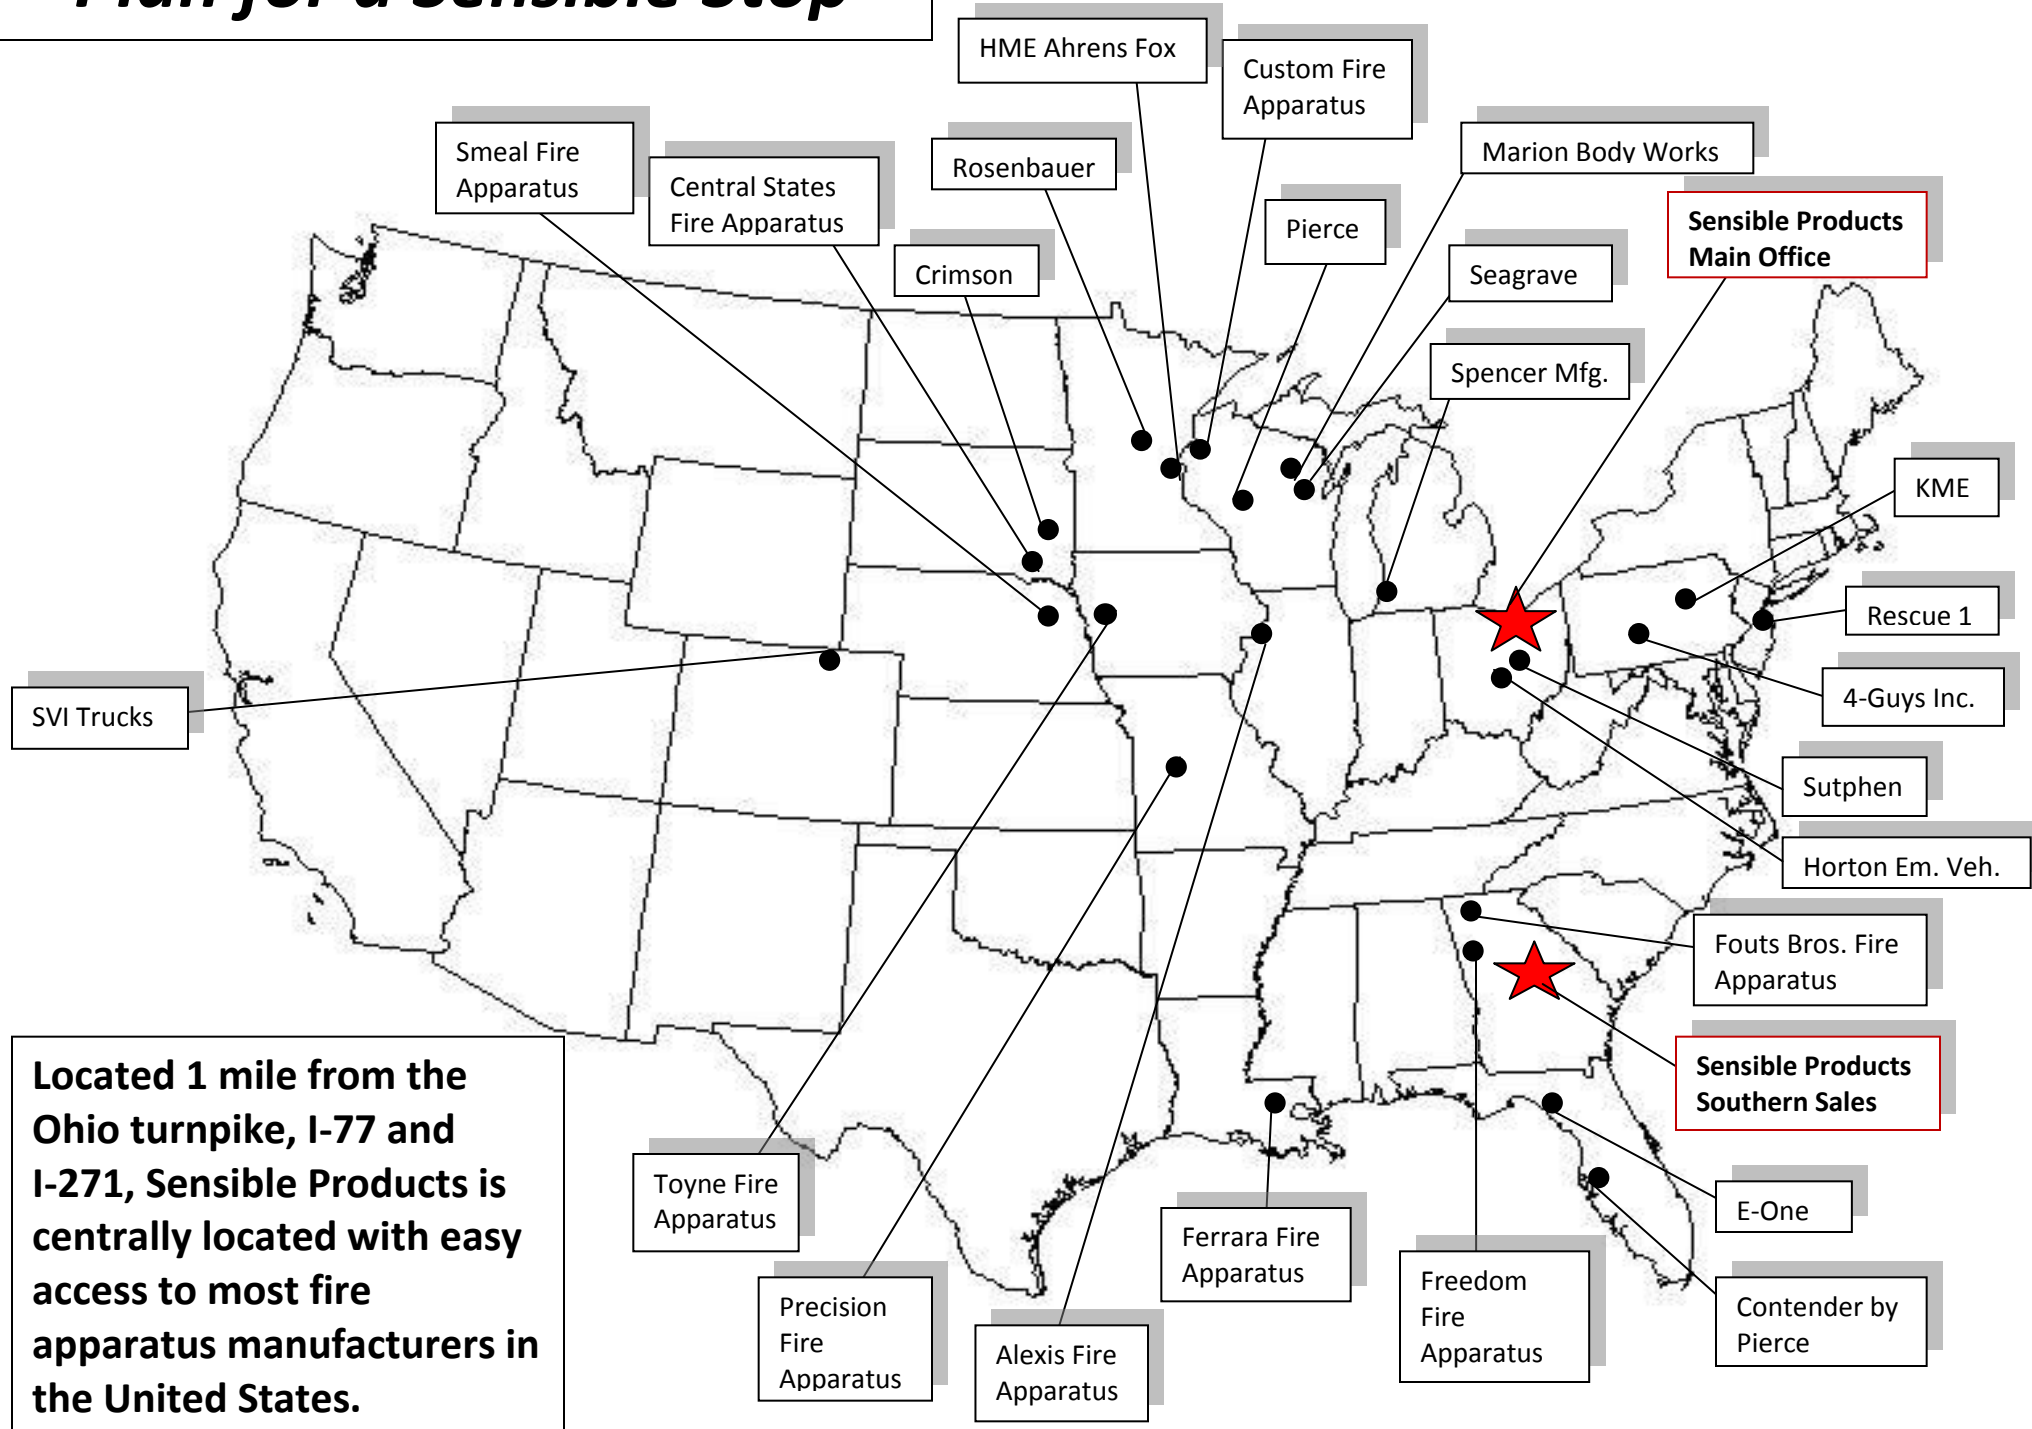 Plan for a Sensible Stop
HME Ahrens Fox
Custom Fire
Apparatus
Smeal Fire
Apparatus
Central States
Fire Apparatus
Rosenbauer
Marion Body Works
Crimson
Pierce
Seagrave
Sensible Products
Main Office
Spencer Mfg.
KME
Rescue 1
4-Guys Inc.
SVI Trucks
Sutphen
Horton Em. Veh.
Fouts Bros. Fire
Apparatus
Sensible Products
Southern Sales
Located 1 mile from the
Ohio turnpike, I-77 and
I-271, Sensible Products is
centrally located with easy
access to most fire
apparatus manufacturers in
the United States.
Toyne Fire
Apparatus
Precision
Fire
Apparatus
Alexis Fire
Apparatus
Ferrara Fire
Apparatus
Freedom
Fire
Apparatus
E-One
Contender by
Pierce